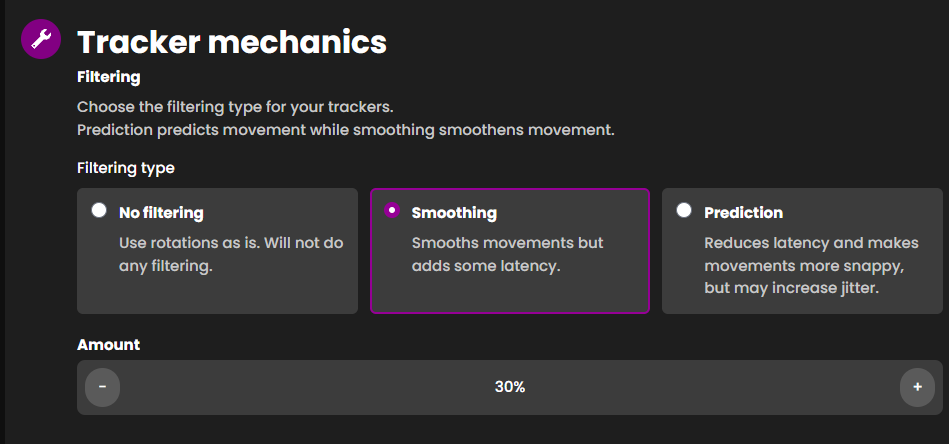 Tracker mechanics
Filtering
Choose the filtering type for your trackers.
Prediction predicts movement while smoothing smoothens movement.
Filtering type
No filtering
Use rotations as is. Will not do
any filtering.
Smoothing
Smooths movements but
adds some latency.
Prediction
Reduces latency and makes
movements more snappy,
but may increase jitter.
Amount
- 30% +